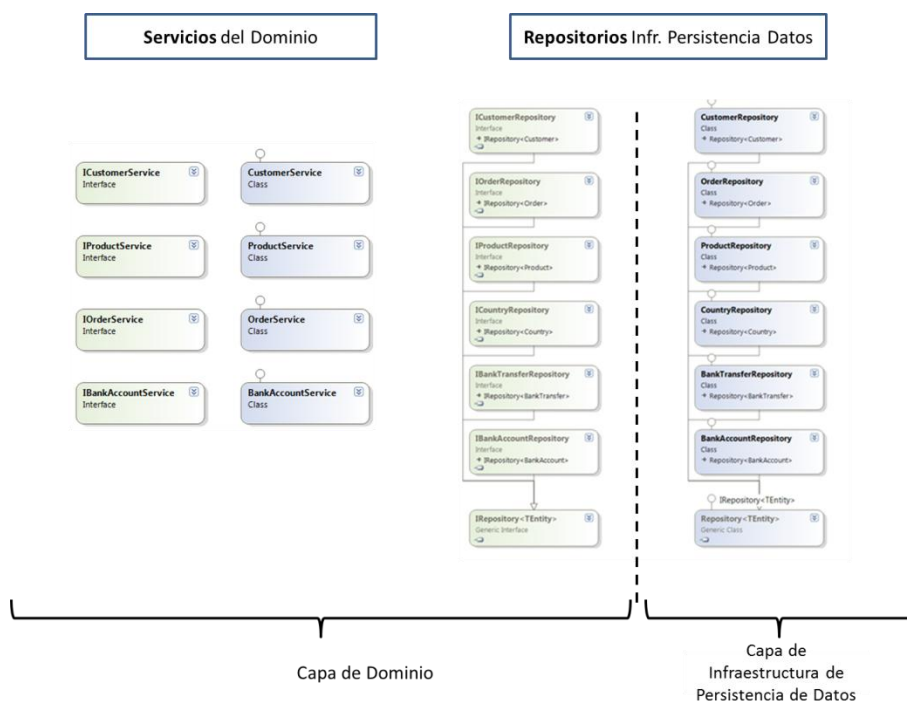 Servicios del Dominio
Repositorios Infr. Persistencia Datos
ICustomerService
Interface
CustomerService
Class
IProductService
Interface
ProductService
Class
IOrderService
Interface
OrderService
Class
IBankAccountService
Interface
BankAccountService
Class
ICustomerRepository
Interface
IRepository<Customer>
IOrderRepository
Interface
IRepository<Order>
IProductRepository
Interface
IRepository<Product>
ICountryRepository
Interface
IRepository<Country>
IBankTransferRepository
Interface
IRepository<BankTransfer>
IBankAccountRepository
Interface
IRepository<BankAccount>
IRepository<TEntity>
Generic Interface
CustomerRepository
Class
Repository<Customer>
OrderRepository
Class
Repository<Order>
ProductRepository
Class
Repository<Product>
CountryRepository
Class
Repository<Country>
BankTransferRepository
Class
Repository<BankTransfer>
BankAccountRepository
Class
Repository<BankAccount>
IRepository<TEntity>
Repository<TEntity>
Generic Class
Capa de Dominio
Capa de
Infraestructura de
Persistencia de Datos